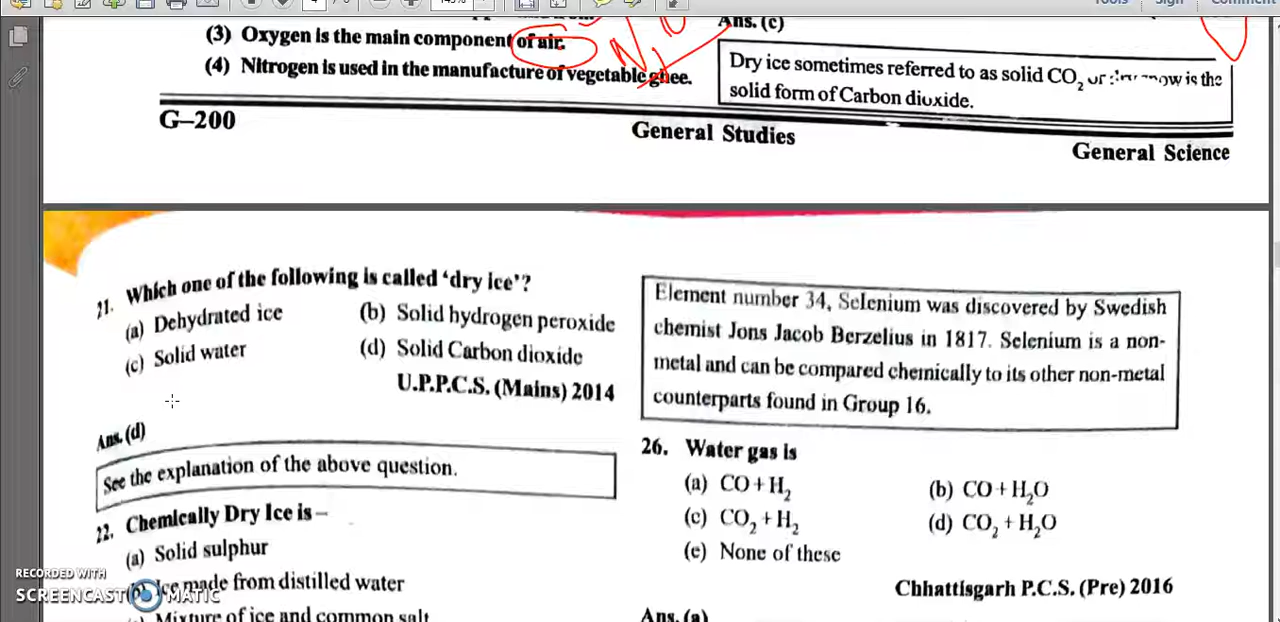 Tools
Sign
Comment
(3) Oxygen is the main component of air.
(4) Nitrogen is used in the manufacture of vegetable ghee.
Ans. (c)
Dry ice sometimes referred to as solid CO₂ or is the
solid form of Carbon dioxide.
G–200
General Studies
General Science
21. Which one of the following is called ‘dry ice’?
(a) Dehydrated ice
(b) Solid hydrogen peroxide
(c) Solid water
(d) Solid Carbon dioxide
U.P.P.C.S. (Mains) 2014
Ans. (d)
See the explanation of the above question.
22. Chemically Dry Ice is –
(a) Solid sulphur
(b) Ice made from distilled water
Mixture of ice and common salt
Element number 34, Selenium was discovered by Swedish
chemist Jons Jacob Berzelius in 1817. Selenium is a non-
metal and can be compared chemically to its other non-metal
counterparts found in Group 16.
26. Water gas is
(a) CO + H₂
(b) CO + H₂O
(c) CO₂ + H₂
(d) CO₂ + H₂O
(e) None of these
Chhattisgarh P.C.S. (Pre) 2016
Ans. (a)
RECORDED WITH
SCREENCAST MATIC